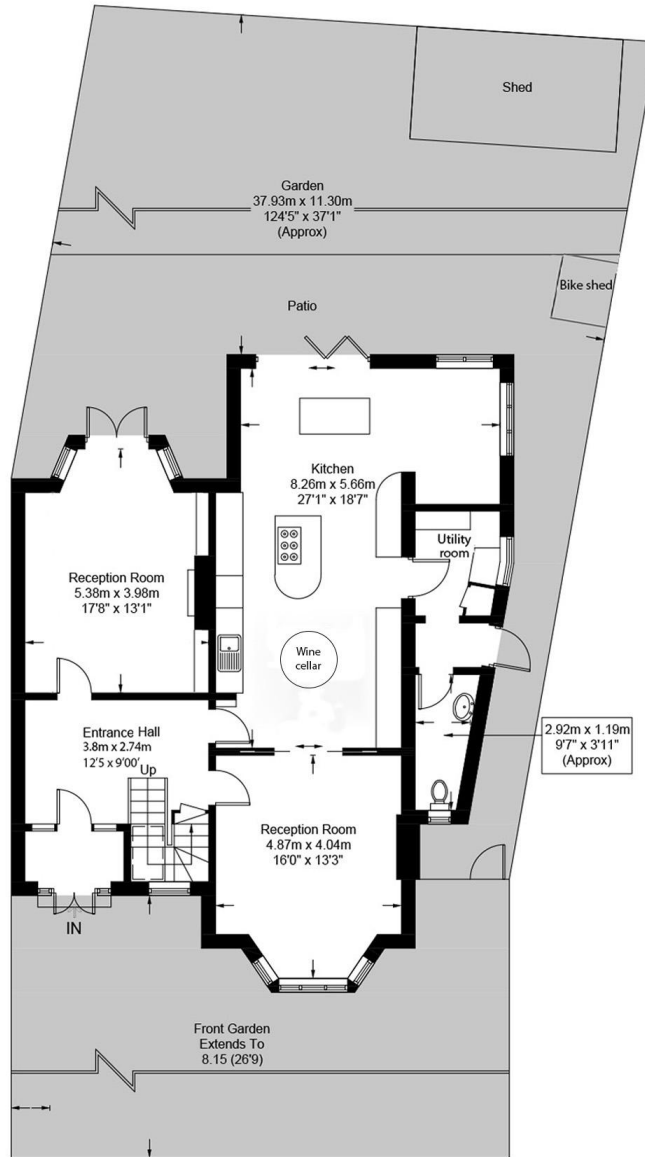 Shed
Garden
37.93m x 11.30m
124'5" x 37'1"
(Approx)
Bike shed
Patio
Kitchen
8.26m x 5.66m
27'1" x 18'7"
Utility
room
Reception Room
5.38m x 3.98m
17'8" x 13'1"
Wine
cellar
Entrance Hall
3.8m x 2.74m
12'5 x 9'00'
Up
2.92m x 1.19m
9'7" x 3'11"
(Approx)
Reception Room
4.87m x 4.04m
16'0" x 13'3"
IN
Front Garden
Extends To
8.15 (26'9)